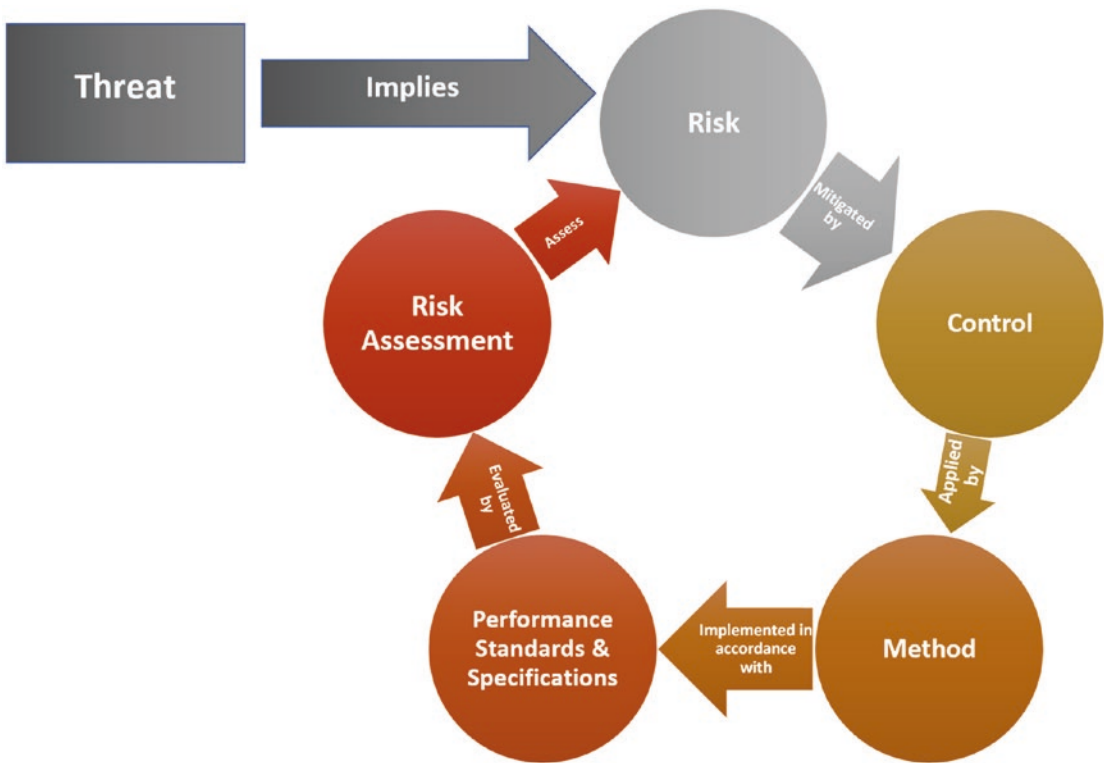 Threat
Implies
Risk
Mitigated
by
Control
Applied
by
Method
Implemented in
accordance
with
Performance
Standards &
Specifications
Evaluated
by
Risk
Assessment
Assess